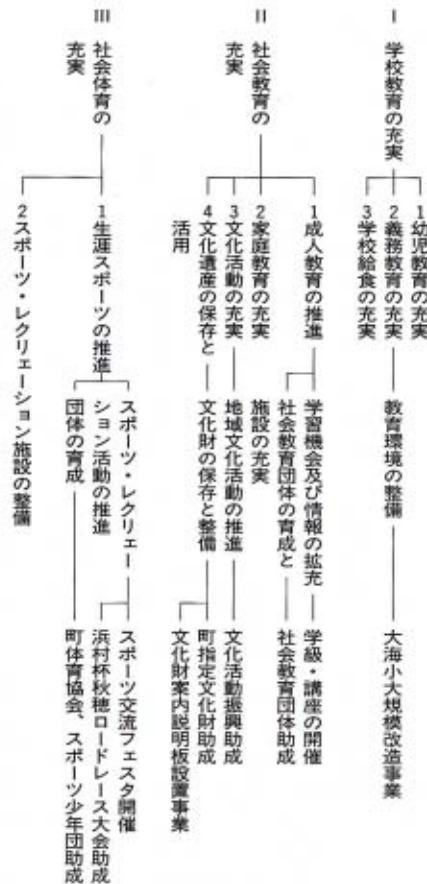 I 学校教育の充実
1幼児教育の充実
2義務教育の充実
教育環境の整備
大海小大規模改造事業
3学校給食の充実
II 社会教育の
充実
1成人教育の推進
学習機会及び情報の拡充
学級・講座の開催
社会教育団体の育成と
施設の充実
社会教育団体助成
2家庭教育の充実
3文化活動の充実
地域文化活動の推進
文化活動振興助成
4文化遺産の保存と
活用
文化財の保存と整備
町指定文化財助成
文化財案内説明板設置事業
III 社会体育の
充実
1生涯スポーツの推進
スポーツ・レクリェー
ション活動の推進
スポーツ交流フェスタ開催
浜村杯秋穂ロードレース大会助成
団体の育成
町体育協会、スポーツ少年団助成
2スポーツ・レクリェーション施設の整備